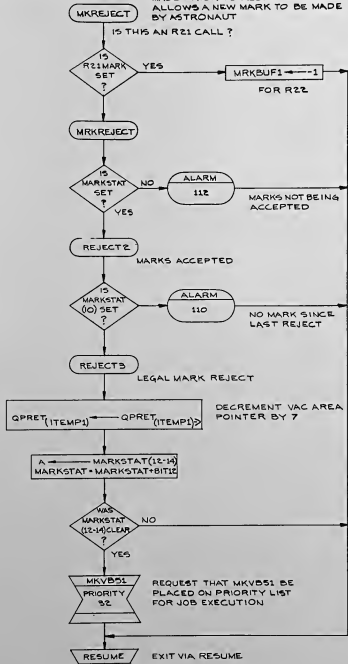 ALLOWS A NEW MARK TO BE MADE
BY ASTRONAUT
MKREJECT
IS THIS AN R21 CALL ?
IS
R21MARK
SET
?
YES
MRKBUF1 ← -1
FOR R22
MRKREJECT
IS
MARKSTAT
SET
?
NO
ALARM
112
MARKS NOT BEING
ACCEPTED
YES
REJECT2
MARKS ACCEPTED
IS
MARKSTAT
(10) SET
?
ALARM
110
NO MARK SINCE
LAST REJECT
REJECT3
LEGAL MARK REJECT
QPRET(ITEMP1) ← QPRET(ITEMP1)
DECREMENT VAC AREA
POINTER BY 7
A ← MARKSTAT(12-14)
MARKSTAT=MARKSTAT+BIT12
WAS
MARKSTAT
(12-14)CLEAR
?
NO
YES
MKVB51
PRIORITY
32
REQUEST THAT MKVB51 BE
PLACED ON PRIORITY LIST
FOR JOB EXECUTION
RESUME
EXIT VIA RESUME